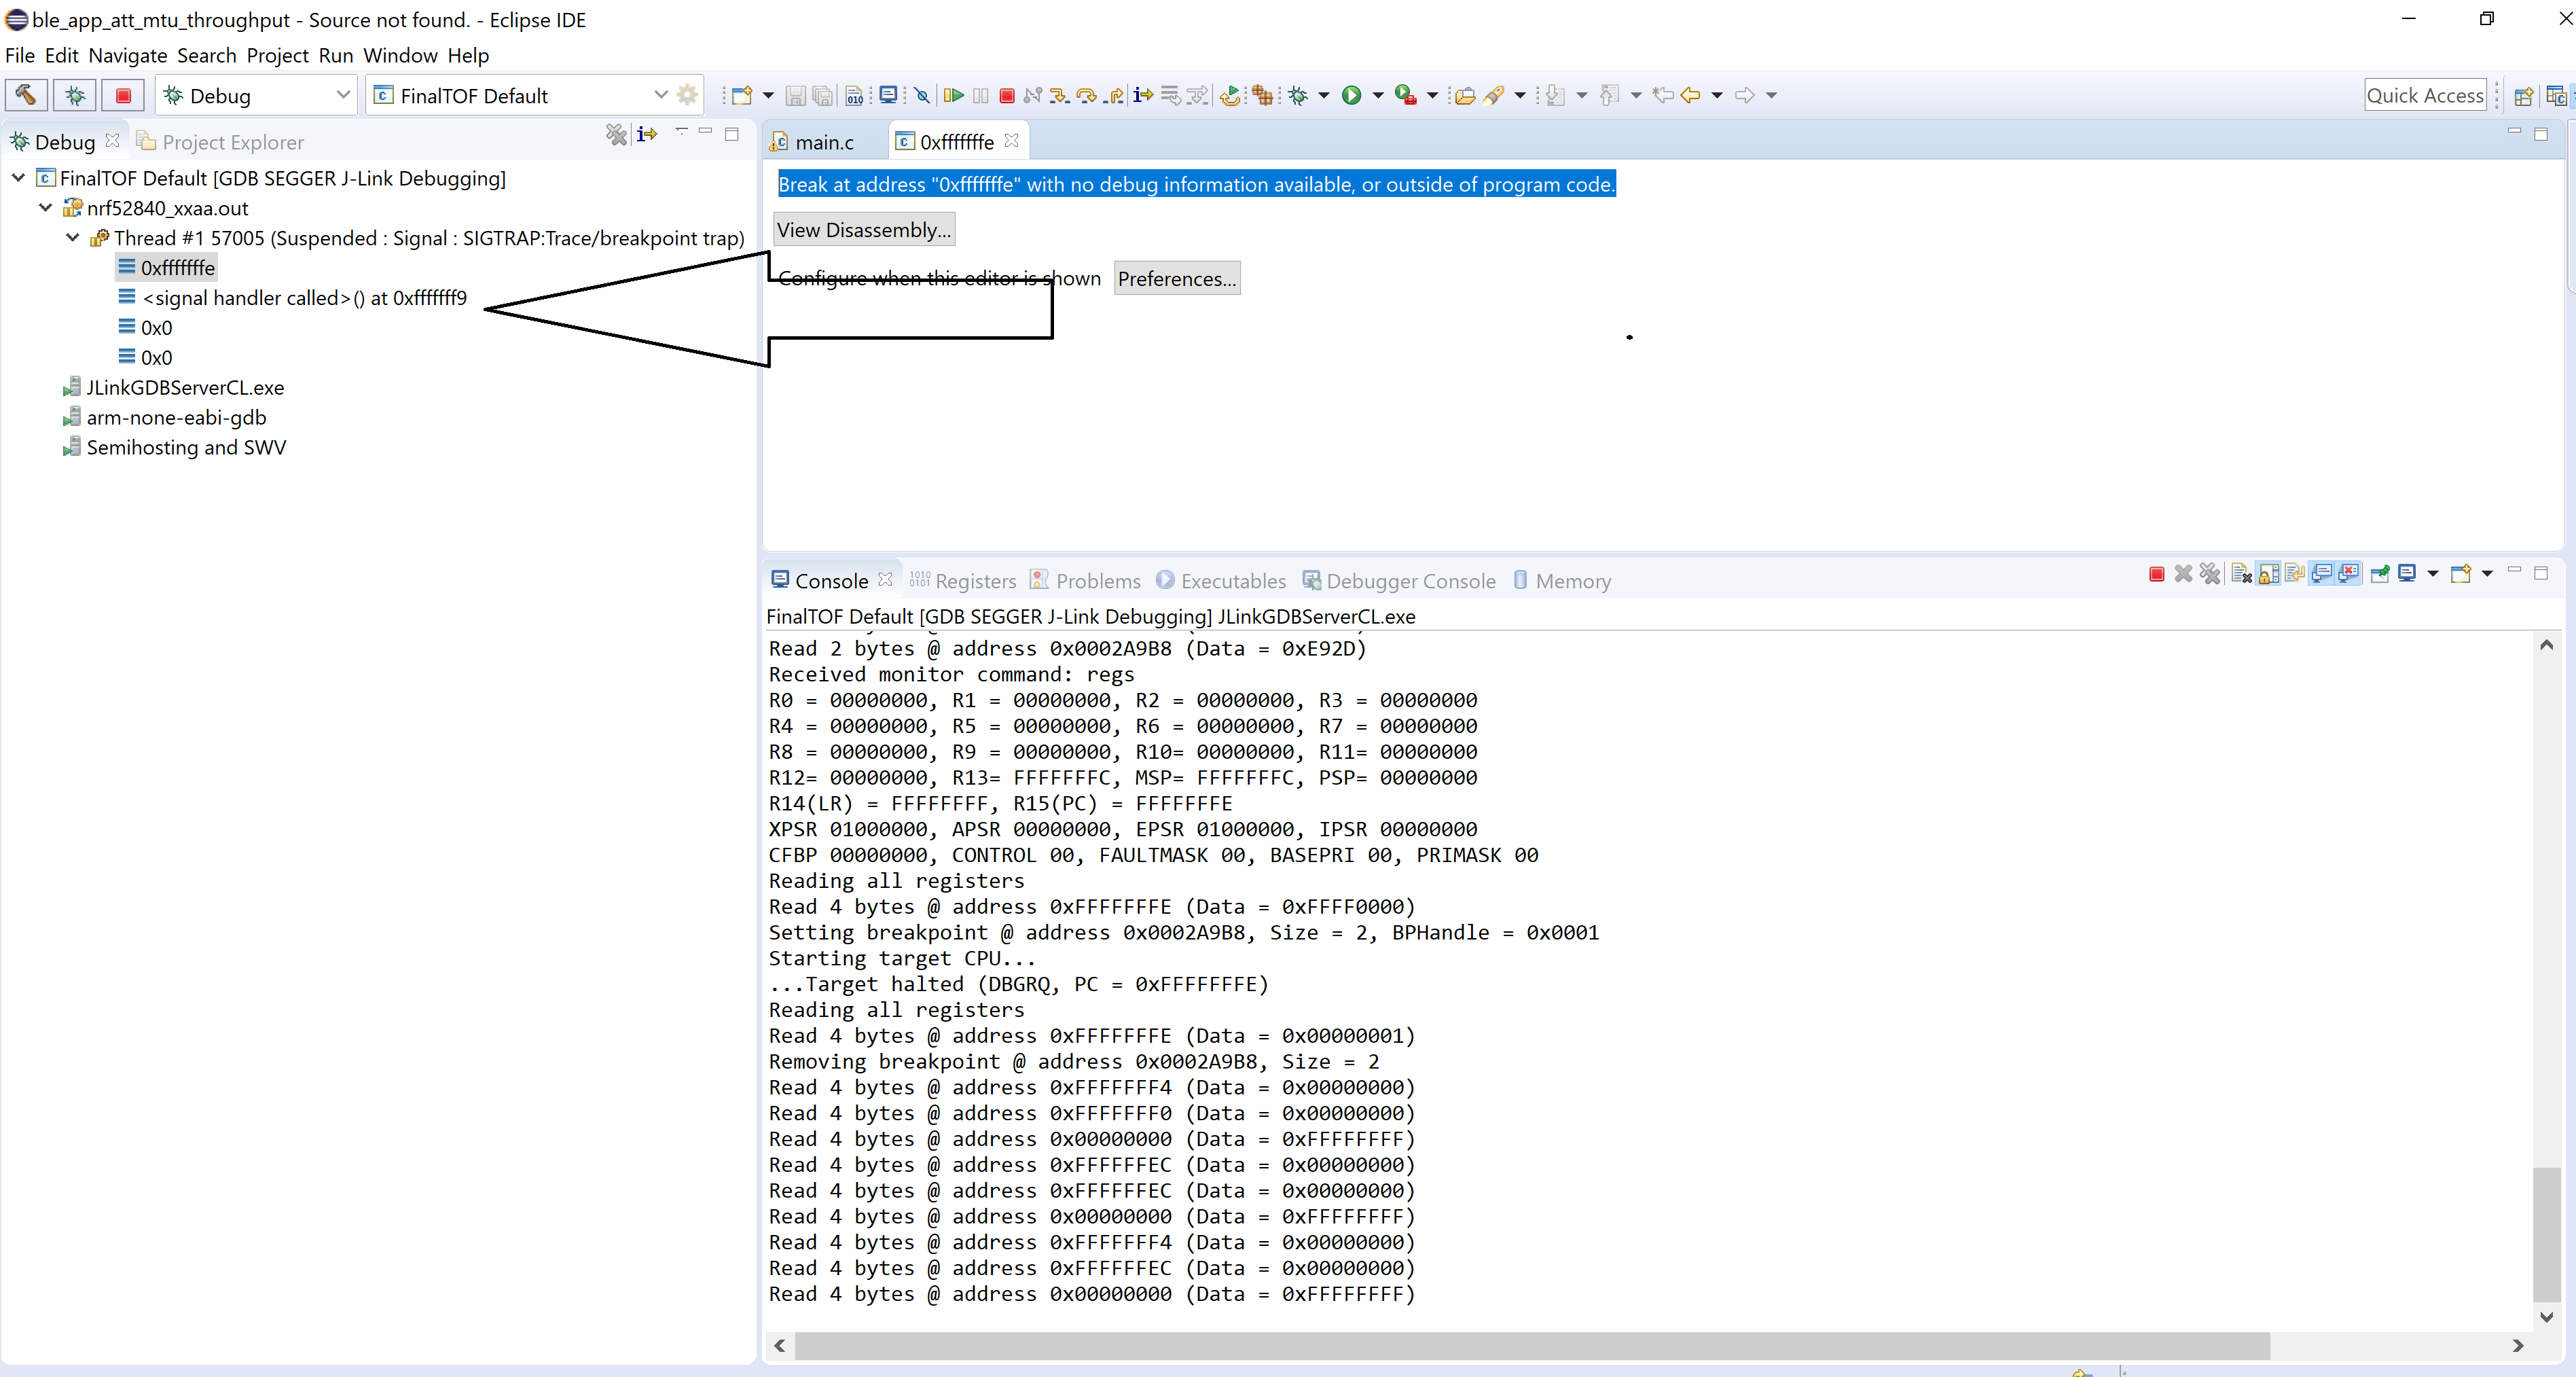 ble_app_att_mtu_throughput - Source not found. - Eclipse IDE
File Edit Navigate Search Project Run Window Help
Debug
FinalTOF Default
Quick Access
Debug
Project Explorer
FinalTOF Default [GDB SEGGER J-Link Debugging]
nrf52840_xxaa.out
Thread #1 57005 (Suspended : Signal : SIGTRAP:Trace/breakpoint trap)
0xfffffffe
<signal handler called>() at 0xfffffff9
0x0
0x0
JLinkGDBServerCL.exe
arm-none-eabi-gdb
Semihosting and SWV
main.c
0xfffffffe
Break at address "0xfffffffe" with no debug information available, or outside of program code.
View Disassembly...
Configure when this editor is shown
Preferences...
Console
Registers
Problems
Executables
Debugger Console
Memory
FinalTOF Default [GDB SEGGER J-Link Debugging] JLinkGDBServerCL.exe
Read 2 bytes @ address 0x0002A9B8 (Data = 0xE92D)
Received monitor command: regs
R0 = 00000000, R1 = 00000000, R2 = 00000000, R3 = 00000000
R4 = 00000000, R5 = 00000000, R6 = 00000000, R7 = 00000000
R8 = 00000000, R9 = 00000000, R10= 00000000, R11= 00000000
R12= 00000000, R13= FFFFFFFC, MSP= FFFFFFFC, PSP= 00000000
R14(LR) = FFFFFFFF, R15(PC) = FFFFFFFE
XPSR 01000000, APSR 00000000, EPSR 01000000, IPSR 00000000
CFBP 00000000, CONTROL 00, FAULTMASK 00, BASEPRI 00, PRIMASK 00
Reading all registers
Read 4 bytes @ address 0xFFFFFFFE (Data = 0xFFFF0000)
Setting breakpoint @ address 0x0002A9B8, Size = 2, BPHandle = 0x0001
Starting target CPU...
...Target halted (DBGRQ, PC = 0xFFFFFFFE)
Reading all registers
Read 4 bytes @ address 0xFFFFFFFE (Data = 0x00000001)
Removing breakpoint @ address 0x0002A9B8, Size = 2
Read 4 bytes @ address 0xFFFFFFF4 (Data = 0x00000000)
Read 4 bytes @ address 0xFFFFFFF0 (Data = 0x00000000)
Read 4 bytes @ address 0x00000000 (Data = 0xFFFFFFFF)
Read 4 bytes @ address 0xFFFFFFEC (Data = 0x00000000)
Read 4 bytes @ address 0xFFFFFFEC (Data = 0x00000000)
Read 4 bytes @ address 0x00000000 (Data = 0xFFFFFFFF)
Read 4 bytes @ address 0xFFFFFFF4 (Data = 0x00000000)
Read 4 bytes @ address 0xFFFFFFEC (Data = 0x00000000)
Read 4 bytes @ address 0x00000000 (Data = 0xFFFFFFFF)